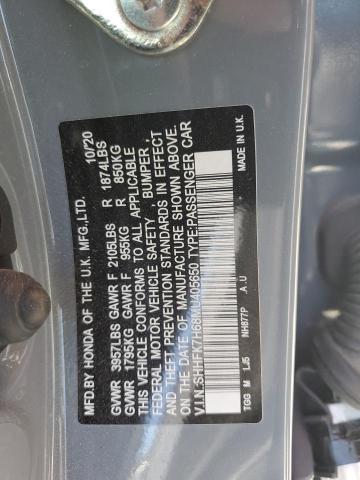 MFD.BY HONDA OF THE U.K. MFG.,LTD. 10/20
GVWR 3957LBS GAWR F 2105LBS R 1874LBS
GVWR 1795KG GAWR F 955KG R 850KG
THIS VEHICLE CONFORMS TO ALL APPLICABLE
FEDERAL MOTOR VEHICLE SAFETY , BUMPER ,
AND THEFT PREVENTION STANDARDS IN EFFECT
ON THE DATE OF MANUFACTURE SHOWN ABOVE.
V.I.N.:SHHFK7H68MU405650 TYPE:PASSENGER CAR
NH877P A.U MADE IN U.K.
TGG M 1J5